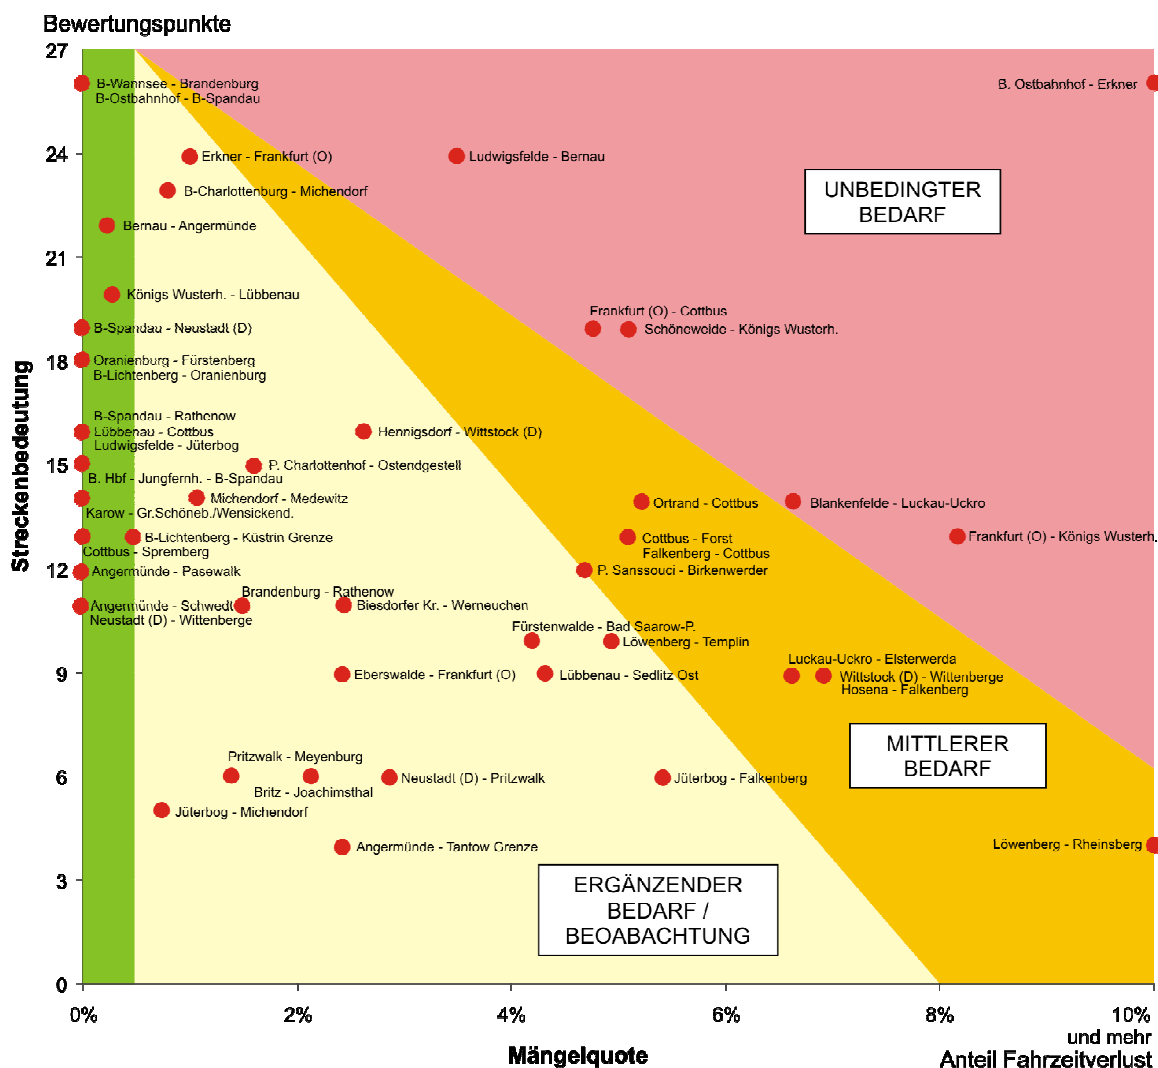 Bewertungspunkte
27
B-Wannsee - Brandenburg
B. Ostbahnhof - Erkner
B-Ostbahnhof - B-Spandau
24
Erkner - Frankfurt (O)
Ludwigsfelde - Bernau
B-Charlottenburg - Michendorf
UNBEDINGTER
BEDARF
Bernau - Angermünde
21
Königs Wusterh. - Lübbenau
Frankfurt (O) - Cottbus
B-Spandau - Neustadt (D)
Schöneweide - Königs Wusterh.
18
Oranienburg - Fürstenberg
B-Lichtenberg - Oranienburg
Streckenbedeutung
B-Spandau - Rathenow
Lübbenau - Cottbus
Hennigsdorf - Wittstock (D)
Ludwigsfelde - Jüterbog
15
P. Charlottenhof - Ostendgestell
B. Hbf - Jungfernh. - B-Spandau
Michendorf - Medewitz
Ortrand - Cottbus
Blankenfelde - Luckau-Uckro
Karow - Gr.Schöneb./Wensickend.
B-Lichtenberg - Küstrin Grenze
Cottbus - Forst
Frankfurt (O) - Königs Wusterh.
Cottbus - Spremberg
Falkenberg - Cottbus
12
Angermünde - Pasewalk
P. Sanssouci - Birkenwerder
Brandenburg - Rathenow
Angermünde - Schwedt
Biesdorfer Kr. - Werneuchen
Neustadt (D) - Wittenberge
Fürstenwalde - Bad Saarow-P.
Löwenberg - Templin
Luckau-Uckro - Elsterwerda
9
Eberswalde - Frankfurt (O)
Lübbenau - Sedlitz Ost
Wittstock (D) - Wittenberge
Hosena - Falkenberg
MITTLERER
BEDARF
Pritzwalk - Meyenburg
6
Neustadt (D) - Pritzwalk
Jüterbog - Falkenberg
Britz - Joachimsthal
Jüterbog - Michendorf
Angermünde - Tantow Grenze
Löwenberg - Rheinsberg
3
ERGÄNZENDER
BEDARF /
BEOABACHTUNG
0
0%
2%
4%
6%
8%
10%
und mehr
Mängelquote
Anteil Fahrzeitverlust